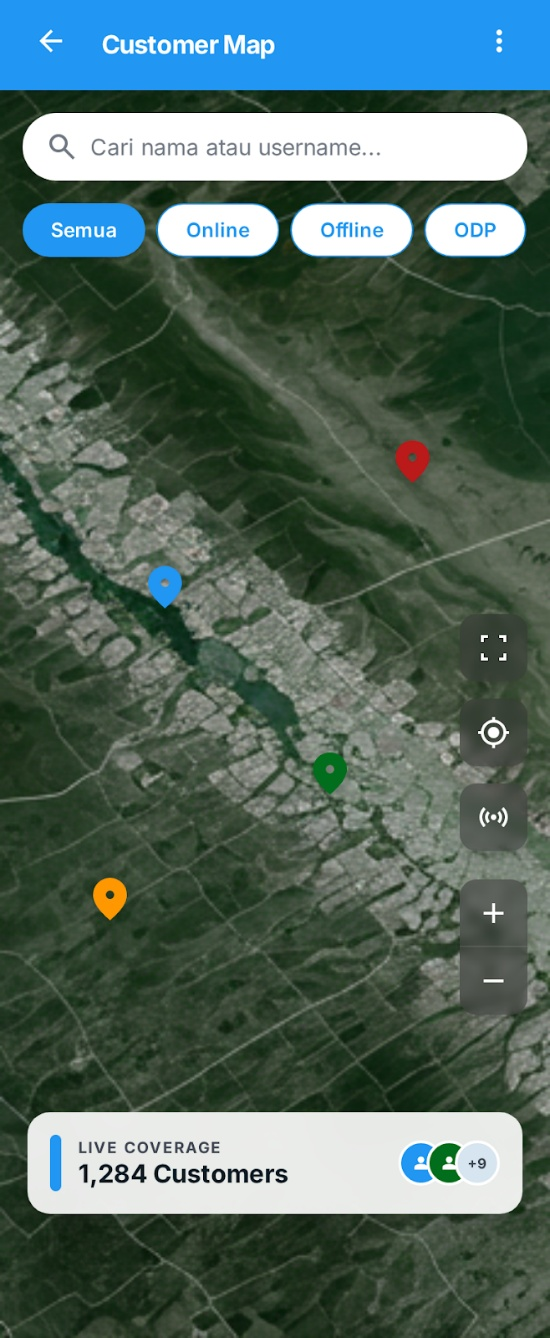 Customer Map
Cari nama atau username...
Semua Online Offline ODP
LIVE COVERAGE
1,284 Customers
+9